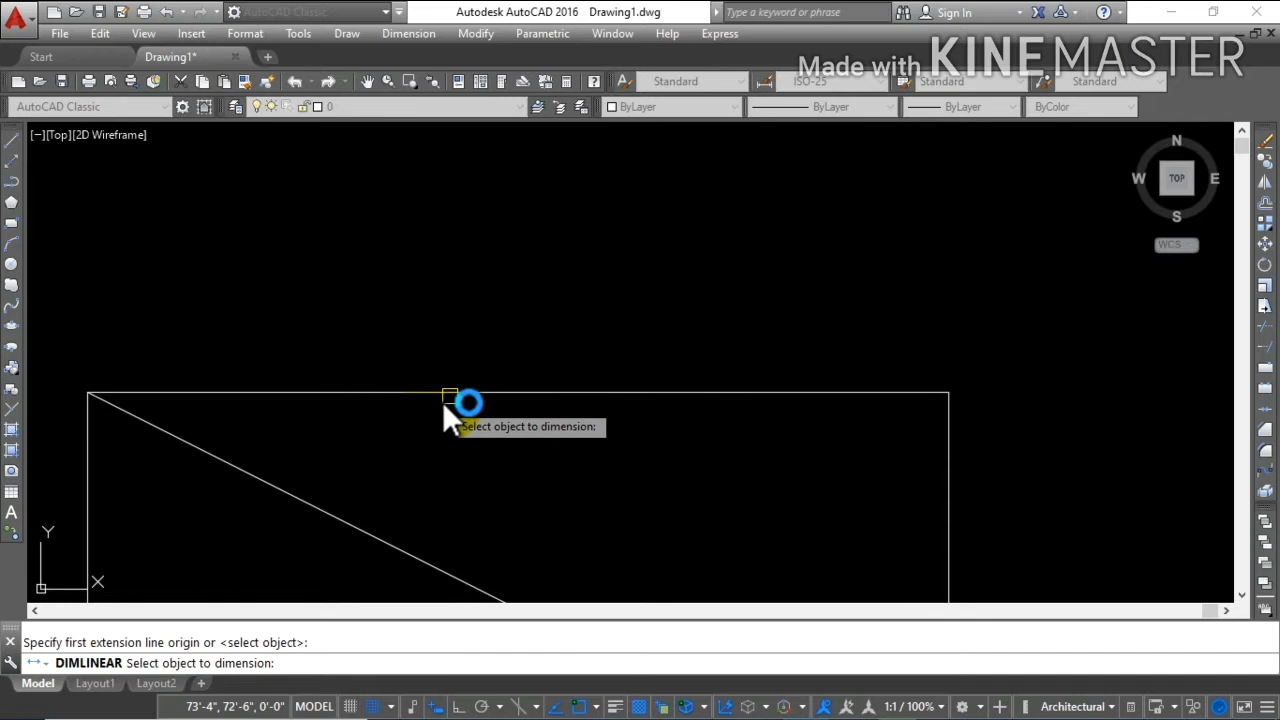 AutoCAD Classic
Autodesk AutoCAD 2016 Drawing1.dwg
Type a keyword or phrase
Sign In
File Edit View Insert Format Tools Draw Dimension Modify Parametric Window Help Express
Made with KINEMASTER
Start Drawing1*
Standard ISO-25 Standard Standard
AutoCAD Classic 0 ByLayer ByLayer ByLayer ByColor
[−][Top][2D Wireframe]
N
W TOP E
S
WCS
Select object to dimension:
Y
X
Specify first extension line origin or <select object>:
DIMLINEAR Select object to dimension:
Model Layout1 Layout2 +
73'-4", 72'-6", 0'-0" MODEL 1:1 / 100% Architectural